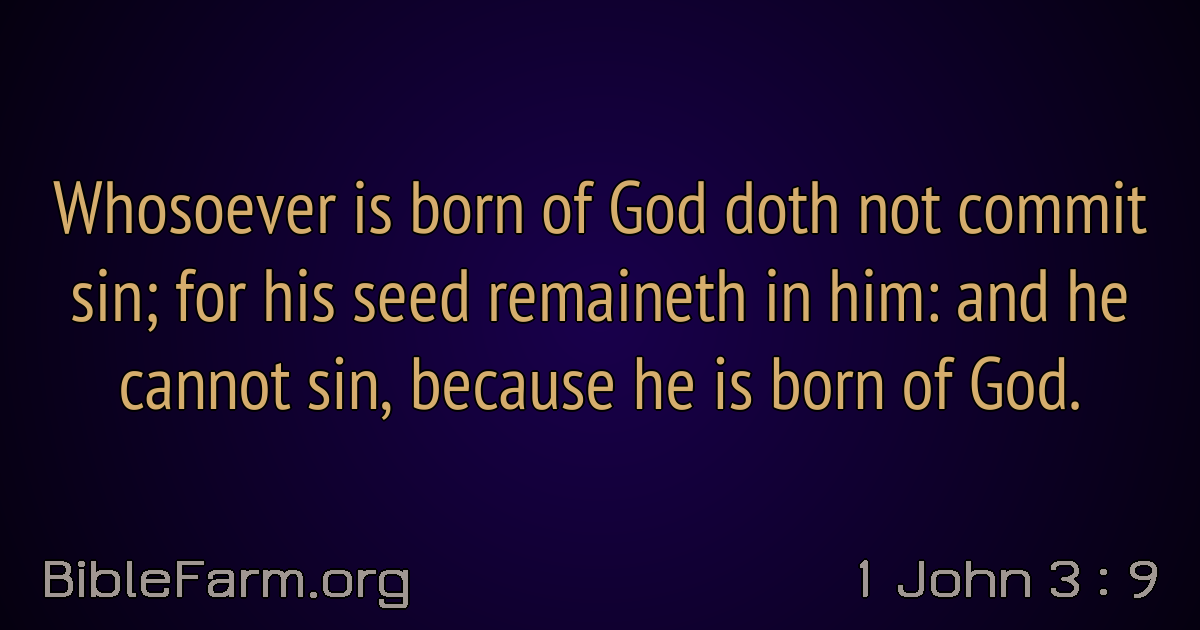 Whosoever is born of God doth not commit
sin; for his seed remaineth in him: and he
cannot sin, because he is born of God.
BibleFarm.org
1 John 3 : 9